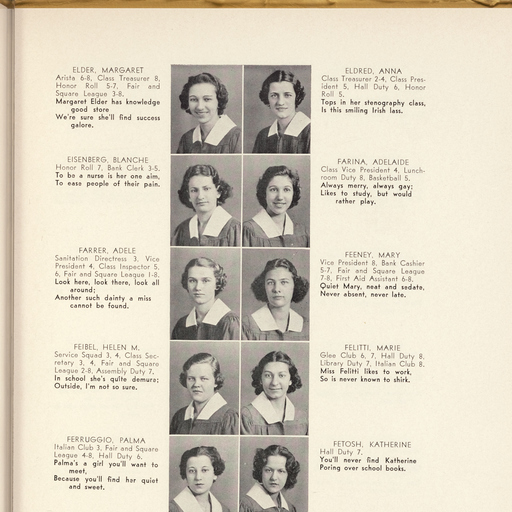 ELDER, MARGARET
Arista 6-8, Class Treasurer 8,
Honor Roll 5-7, Fair and
Square League 3-8.
Margaret Elder has knowledge
good store
We're sure she'll find success
galore.
ELDRED, ANNA
Class Treasurer 2-4, Class Pres-
ident 5, Hall Duty 6, Honor
Roll 5.
Tops in her stenography class,
Is this smiling Irish lass.
EISENBERG, BLANCHE
Honor Roll 7, Bank Clerk 3-5.
To be a nurse is her one aim,
To ease people of their pain.
FARINA, ADELAIDE
Class Vice President 4, Lunch-
room Duty 8, Basketball 5.
Always merry, always gay;
Likes to study, but would
rather play.
FARRER, ADELE
Sanitation Directress 3, Vice
President 4, Class Inspector 5,
6, Fair and Square League 1-8.
Look here, look there, look all
around;
Another such dainty a miss
cannot be found.
FEENEY, MARY
Vice President 8, Bank Cashier
5-7, Fair and Square League
7-8, First Aid Assistant 6-8.
Quiet Mary, neat and sedate,
Never absent, never late.
FEIBEL, HELEN M.
Service Squad 3, 4, Class Sec-
retary 3, 4, Fair and Square
League 2-8, Assembly Duty 7.
In school she's quite demure;
Outside, I'm not so sure.
FELITTI, MARIE
Glee Club 6, 7, Hall Duty 8,
Library Duty 7, Italian Club 8.
Miss Felitti likes to work,
So is never known to shirk.
FERRUGGIO, PALMA
Italian Club 3, Fair and Square
League 4-8, Hall Duty 6.
Palma's a girl you'll want to
meet,
Because you'll find her quiet
and sweet.
FETOSH, KATHERINE
Hall Duty 7.
You'll never find Katherine
Poring over school books.